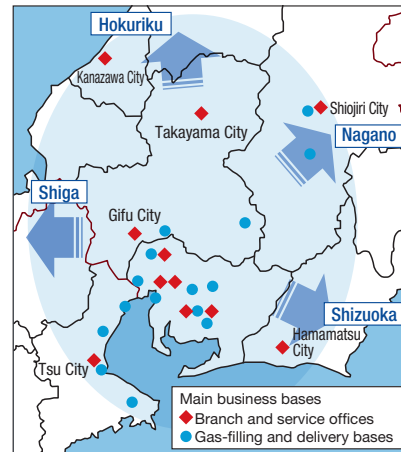 Hokuriku
Kanazawa City
Shiojiri City
Takayama City
Nagano
Shiga
Gifu City
Shizuoka
Hamamatsu
City
Tsu City
Main business bases
Branch and service offices
Gas-filling and delivery bases